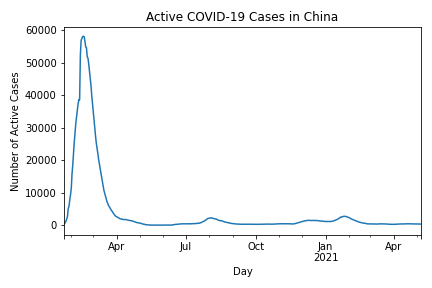 Active COVID-19 Cases in China
60000
50000
40000
30000
20000
10000
0
Number of Active Cases
Apr
Jul
Oct
Jan
2021
Apr
Day